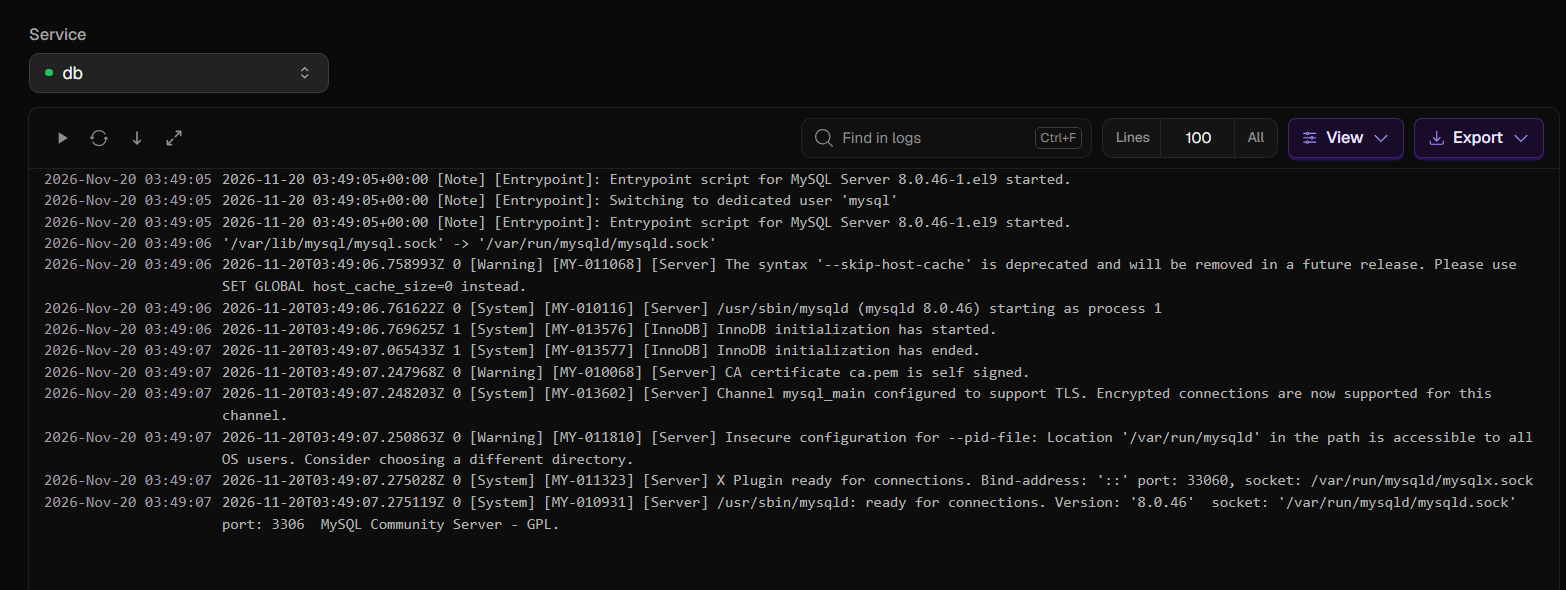 Service
db
Find in logs Ctrl+F Lines 100 All View Export
2026-Nov-20 03:49:05 2026-11-20 03:49:05+00:00 [Note] [Entrypoint]: Entrypoint script for MySQL Server 8.0.46-1.el9 started.
2026-Nov-20 03:49:05 2026-11-20 03:49:05+00:00 [Note] [Entrypoint]: Switching to dedicated user 'mysql'
2026-Nov-20 03:49:05 2026-11-20 03:49:05+00:00 [Note] [Entrypoint]: Entrypoint script for MySQL Server 8.0.46-1.el9 started.
2026-Nov-20 03:49:06 '/var/lib/mysql/mysql.sock' -> '/var/run/mysqld/mysqld.sock'
2026-Nov-20 03:49:06 2026-11-20T03:49:06.758993Z 0 [Warning] [MY-011068] [Server] The syntax '--skip-host-cache' is deprecated and will be removed in a future release. Please use
SET GLOBAL host_cache_size=0 instead.
2026-Nov-20 03:49:06 2026-11-20T03:49:06.761622Z 0 [System] [MY-010116] [Server] /usr/sbin/mysqld (mysqld 8.0.46) starting as process 1
2026-Nov-20 03:49:06 2026-11-20T03:49:06.769625Z 1 [System] [MY-013576] [InnoDB] InnoDB initialization has started.
2026-Nov-20 03:49:07 2026-11-20T03:49:07.065433Z 1 [System] [MY-013577] [InnoDB] InnoDB initialization has ended.
2026-Nov-20 03:49:07 2026-11-20T03:49:07.247968Z 0 [Warning] [MY-010068] [Server] CA certificate ca.pem is self signed.
2026-Nov-20 03:49:07 2026-11-20T03:49:07.248203Z 0 [System] [MY-013602] [Server] Channel mysql_main configured to support TLS. Encrypted connections are now supported for this
channel.
2026-Nov-20 03:49:07 2026-11-20T03:49:07.250863Z 0 [Warning] [MY-011810] [Server] Insecure configuration for --pid-file: Location '/var/run/mysqld' in the path is accessible to all
OS users. Consider choosing a different directory.
2026-Nov-20 03:49:07 2026-11-20T03:49:07.275028Z 0 [System] [MY-011323] [Server] X Plugin ready for connections. Bind-address: '::' port: 33060, socket: /var/run/mysqld/mysqlx.sock
2026-Nov-20 03:49:07 2026-11-20T03:49:07.275119Z 0 [System] [MY-010931] [Server] /usr/sbin/mysqld: ready for connections. Version: '8.0.46'  socket: '/var/run/mysqld/mysqld.sock'
port: 3306  MySQL Community Server - GPL.